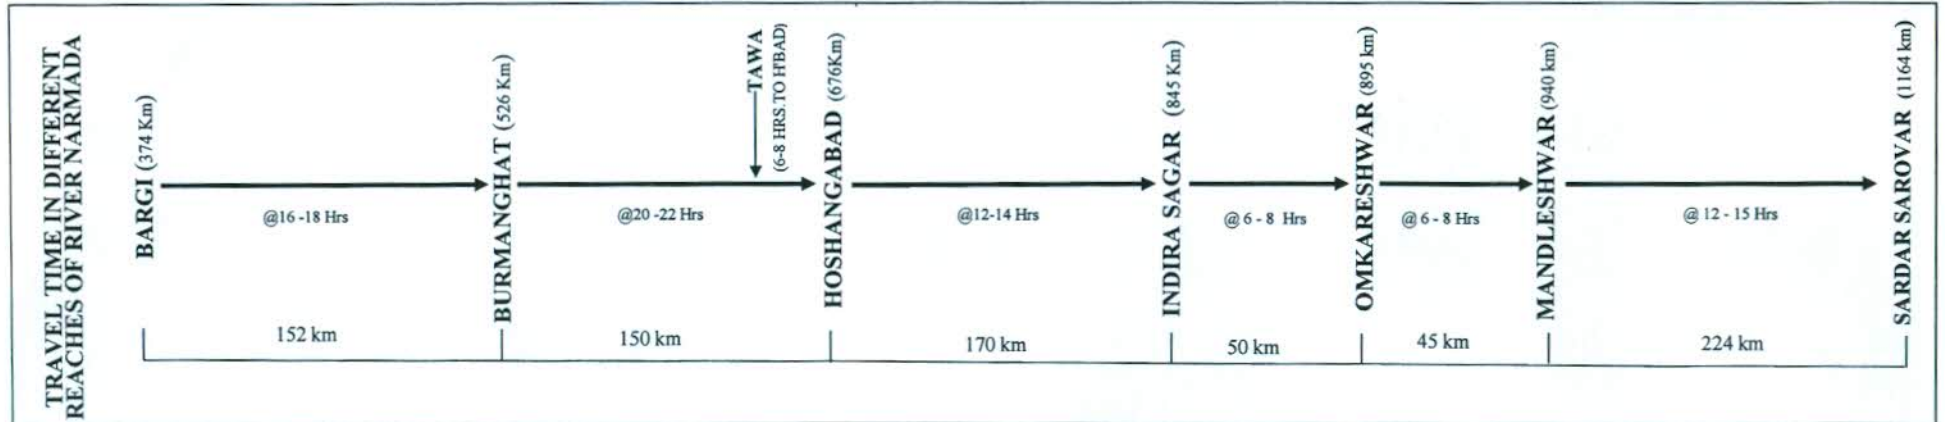 TRAVEL TIME IN DIFFERENT
REACHES OF RIVER NARMADA
BARGI (374 Km)
@16 -18 Hrs
152 km
BURMANGHAT (526 Km)
@20 -22 Hrs
150 km
TAWA
(6-8 HRS.TO H'BAD)
HOSHANGABAD (676Km)
@12-14 Hrs
170 km
INDIRA SAGAR (845 Km)
@ 6 - 8 Hrs
50 km
OMKARESHWAR (895 km)
@ 6 - 8 Hrs
45 km
MANDLESHWAR (940 km)
@ 12 - 15 Hrs
224 km
SARDAR SAROVAR (1164 km)